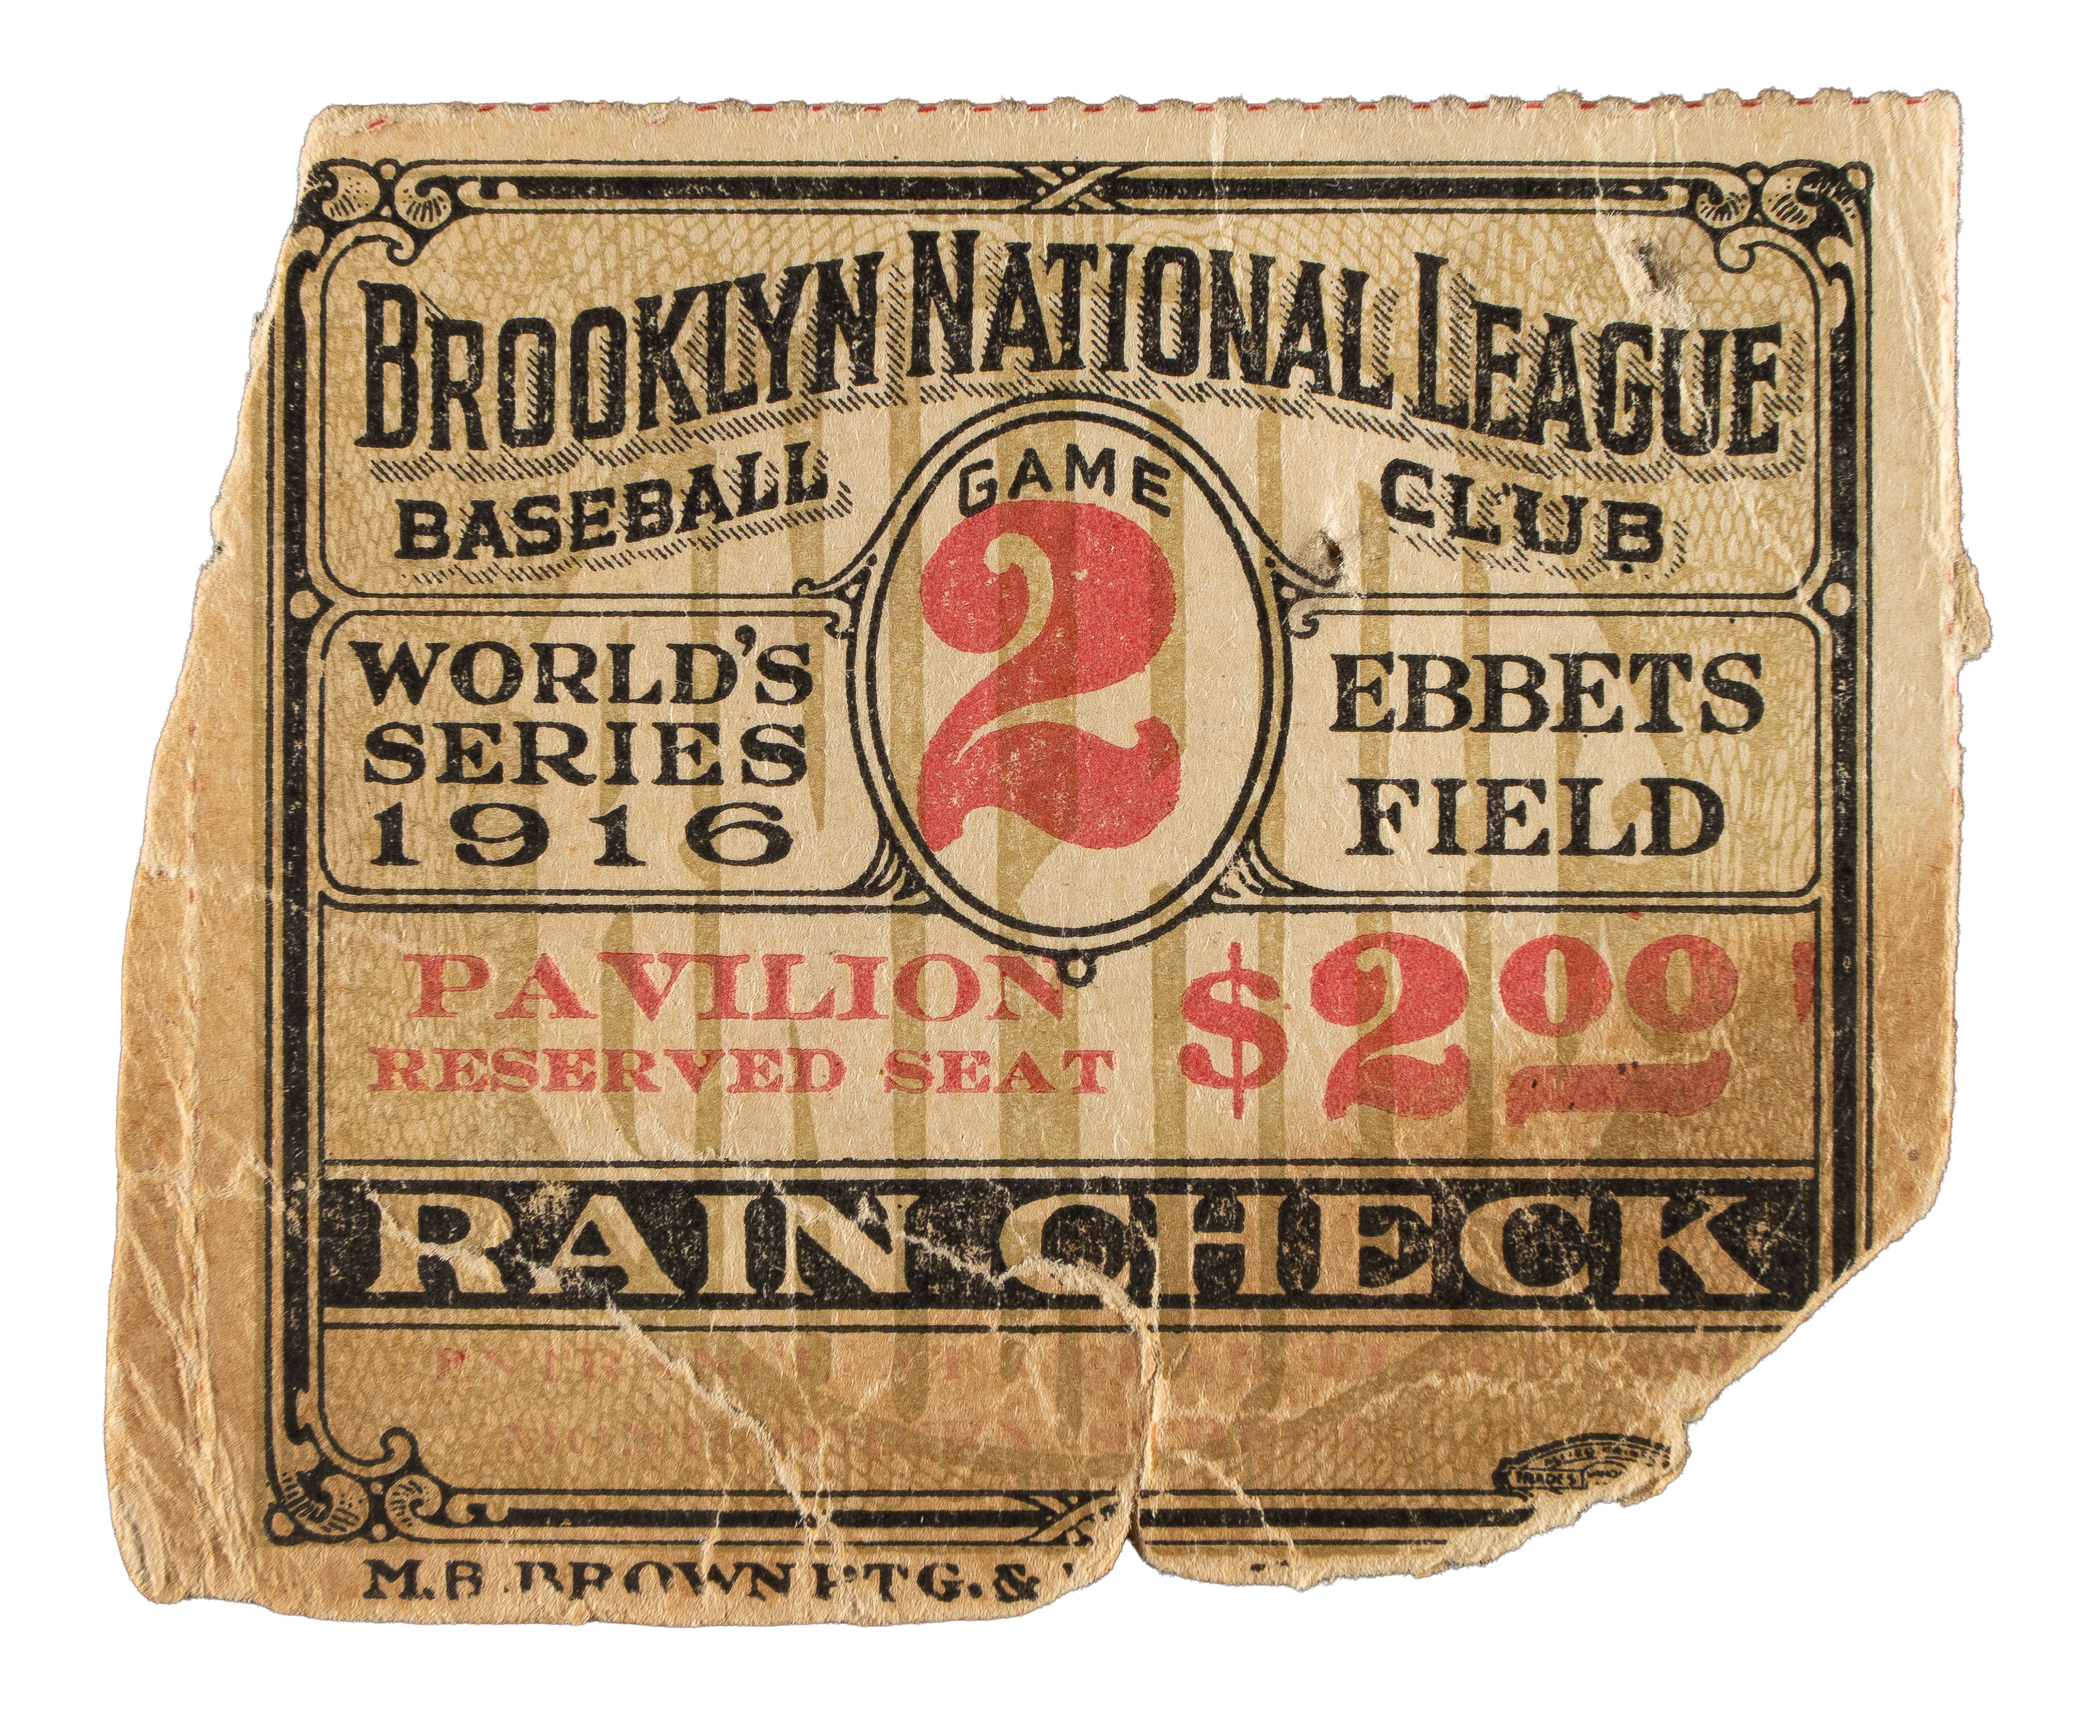 BROOKLYN NATIONAL LEAGUE
BASEBALL CLUB
GAME
2
WORLD'S
SERIES
1916
EBBETS
FIELD
PAVILION
RESERVED SEAT
$2.00
RAIN CHECK
M.B. BROWN PTG. &